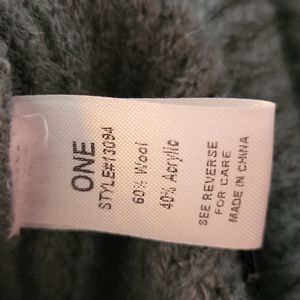 ONE
STYLE#13094
60% Wool
40% Acrylic
SEE REVERSE
FOR CARE
MADE IN CHINA